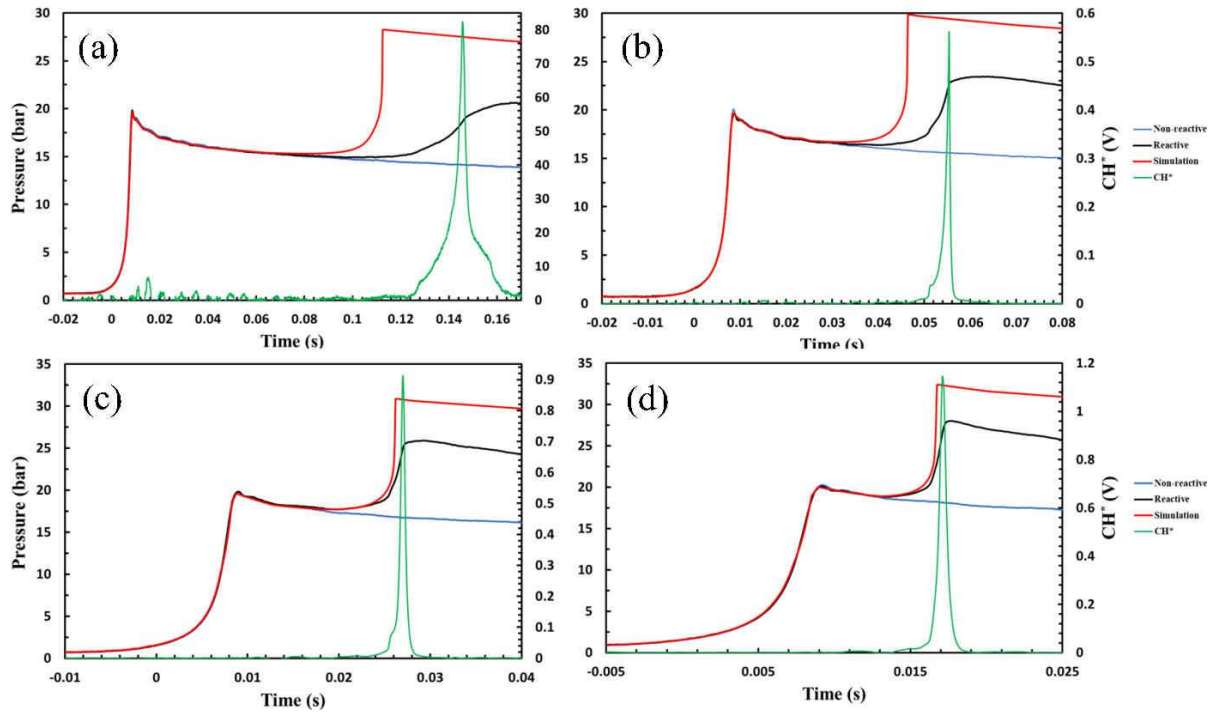 (a)
Pressure (bar)
30
25
20
15
10
5
0
80
70
60
50
40
30
20
10
0
-0.02 0 0.02 0.04 0.06 0.08 0.1 0.12 0.14 0.16
Time (s)
(b)
30
25
20
15
10
5
0
0.6
0.5
0.4
0.3
0.2
0.1
0
CH* (V)
-0.02 -0.01 0 0.01 0.02 0.03 0.04 0.05 0.06 0.07 0.08
Time (s)
Non-reactive
Reactive
Simulation
CH*
(c)
Pressure (bar)
35
30
25
20
15
10
5
0
0.9
0.8
0.7
0.6
0.5
0.4
0.3
0.2
0.1
0
-0.01 0 0.01 0.02 0.03 0.04
Time (s)
(d)
35
30
25
20
15
10
5
0
1.2
1
0.8
0.6
0.4
0.2
0
CH* (V)
-0.005 0.005 0.015 0.025
Time (s)
Non-reactive
Reactive
Simulation
CH*